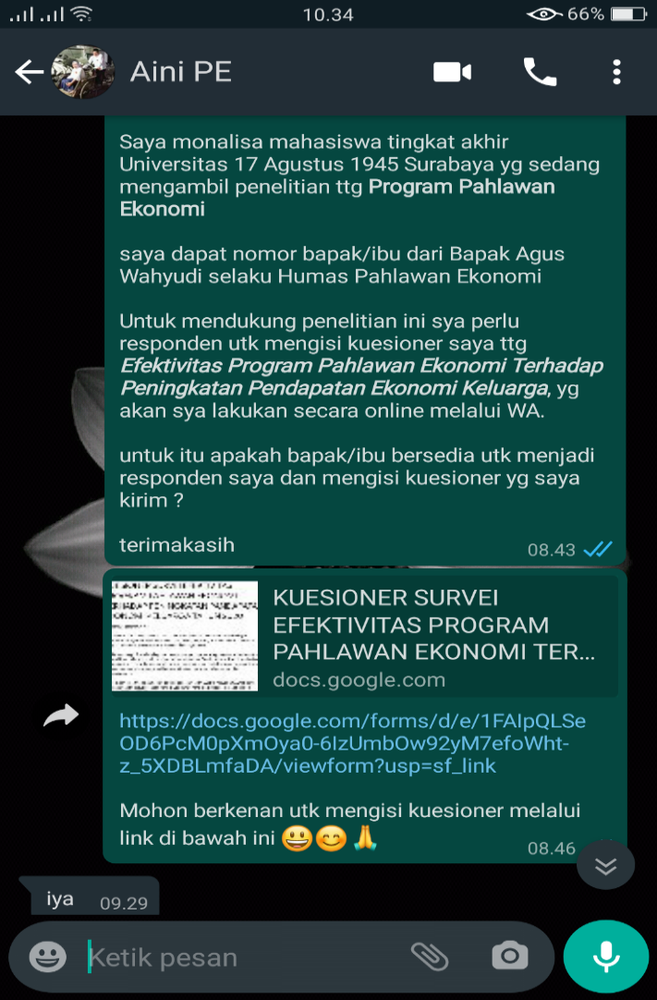 10.34
66%
Aini PE
Saya monalisa mahasiswa tingkat akhir
Universitas 17 Agustus 1945 Surabaya yg sedang
mengambil penelitian ttg Program Pahlawan
Ekonomi
saya dapat nomor bapak/ibu dari Bapak Agus
Wahyudi selaku Humas Pahlawan Ekonomi
Untuk mendukung penelitian ini sya perlu
responden utk mengisi kuesioner saya ttg
Efektivitas Program Pahlawan Ekonomi Terhadap
Peningkatan Pendapatan Ekonomi Keluarga, yg
akan sya lakukan secara online melalui WA.
untuk itu apakah bapak/ibu bersedia utk menjadi
responden saya dan mengisi kuesioner yg saya
kirim ?
terimakasih
08.43
KUESIONER SURVEI
EFEKTIVITAS PROGRAM
PAHLAWAN EKONOMI TER...
docs.google.com
https://docs.google.com/forms/d/e/1FAIpQLSe
OD6PcM0pXmOya0-6IzUmbOw92yM7efoWht-
z_5XDBLmfaDA/viewform?usp=sf_link
Mohon berkenan utk mengisi kuesioner melalui
link di bawah ini 😃😊🙏
08.46
iya
09.29
Ketik pesan